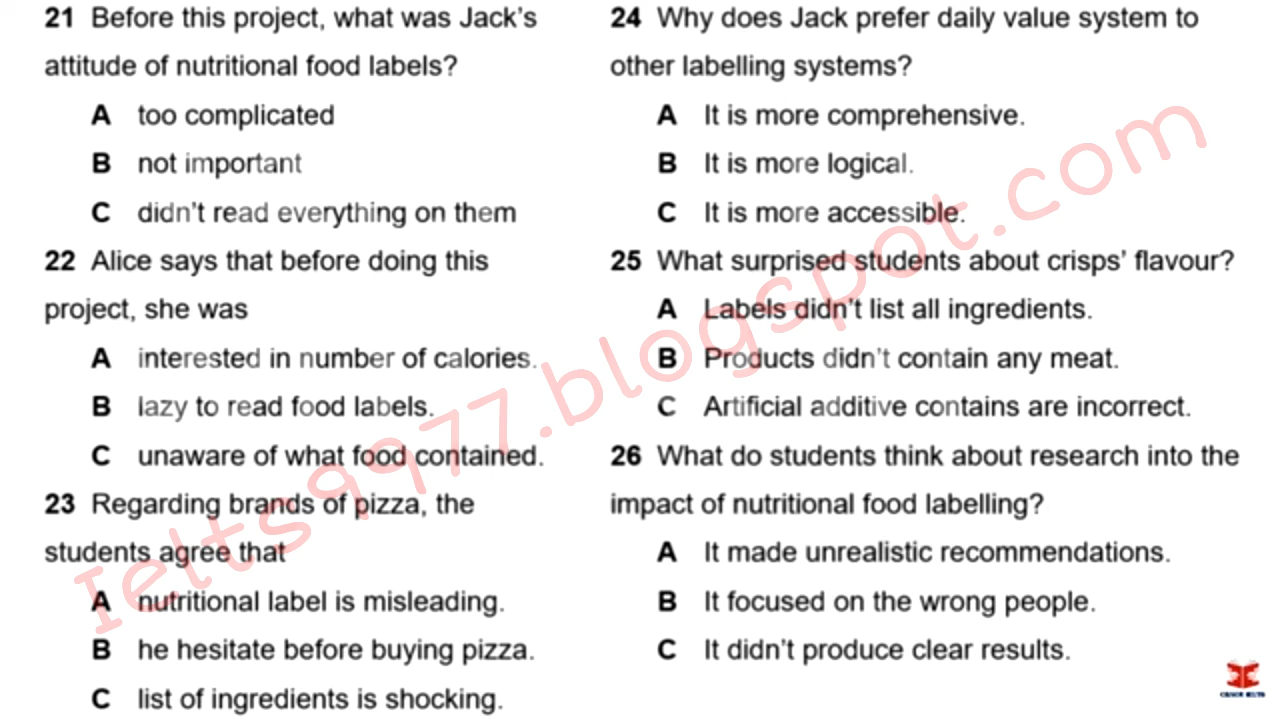 21 Before this project, what was Jack's
attitude of nutritional food labels?
A too complicated
B not important
C didn't read everything on them
22 Alice says that before doing this
project, she was
A interested in number of calories.
B lazy to read food labels.
C unaware of what food contained.
23 Regarding brands of pizza, the
students agree that
A nutritional label is misleading.
B he hesitate before buying pizza.
C list of ingredients is shocking.
24 Why does Jack prefer daily value system to
other labelling systems?
A It is more comprehensive.
B It is more logical.
C It is more accessible.
25 What surprised students about crisps' flavour?
A Labels didn't list all ingredients.
B Products didn't contain any meat.
C Artificial additive contains are incorrect.
26 What do students think about research into the
impact of nutritional food labelling?
A It made unrealistic recommendations.
B It focused on the wrong people.
C It didn't produce clear results.
Ielts9977.blogspot.com